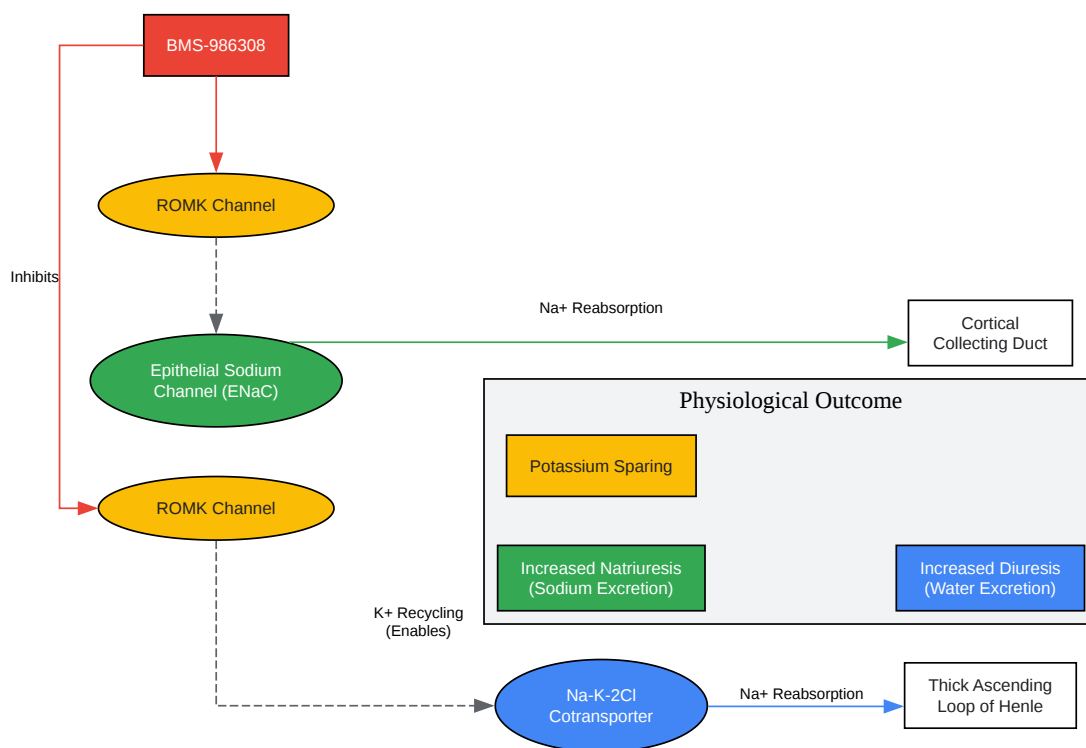 BMS-986308
ROMK Channel
Inhibits
Na+ Reabsorption
Cortical
Collecting Duct
Epithelial Sodium
Channel (ENaC)
Physiological Outcome
Potassium Sparing
ROMK Channel
Increased Natriuresis
(Sodium Excretion)
Increased Diuresis
(Water Excretion)
K+ Recycling
(Enables)
Na-K-2Cl
Cotransporter
Na+ Reabsorption
Thick Ascending
Loop of Henle